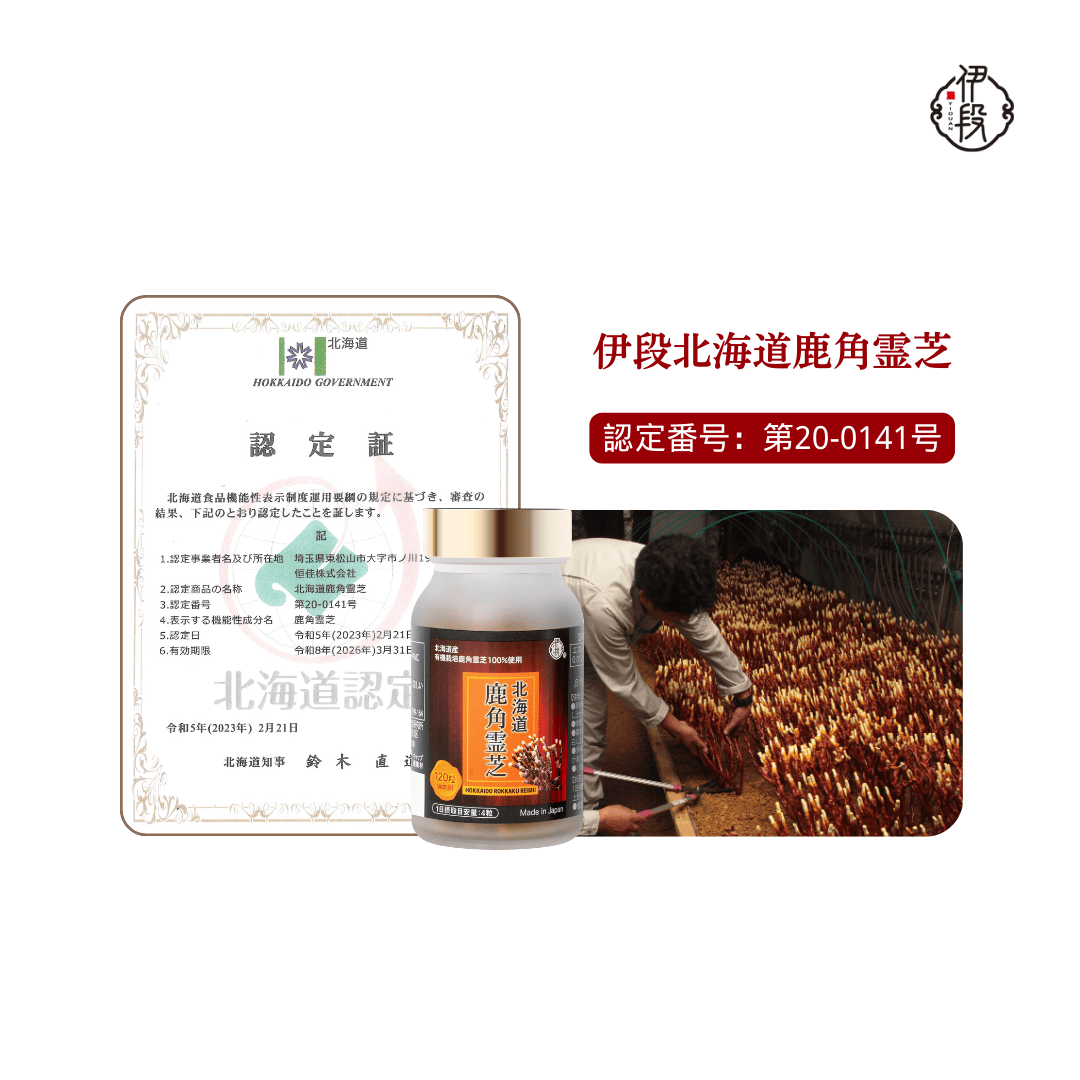 伊段
YIDUAN
北海道
HOKKAIDO GOVERNMENT
認定証
北海道食品機能性表示制度運用要綱の規定に基づき、審査の
結果、下記のとおり認定したことを証します。
記
1.認定事業者名及び所在地 埼玉県東松山市大字市ノ川19
恒佳株式会社
2.認定商品の名称 北海道鹿角霊芝
3.認定番号 第20-0141号
4.表示する機能性成分名 鹿角霊芝
5.認定日 令和5年(2023年)2月21日
6.有効期限 令和8年(2026年)3月31日
北海道認定
令和5年(2023年) 2月21日
北海道知事 鈴木直道
伊段北海道鹿角霊芝
認定番号：第20-0141号
北海道産
有機栽培鹿角霊芝100%使用
北海道
鹿角霊芝
120粒
HOKKAIDO ROKKAKU REISHI
1日摂取目安量:4粒
Made in Japan